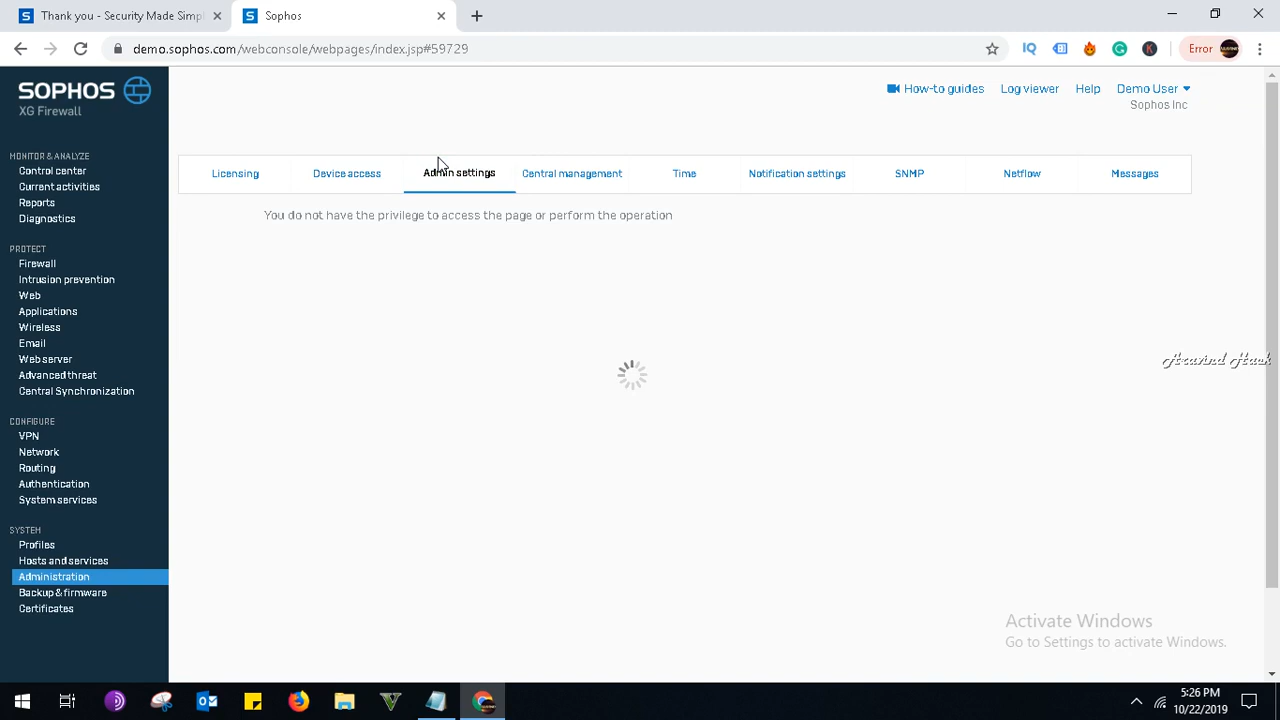 Thank you - Security Made Simpl
Sophos
demo.sophos.com/webconsole/webpages/index.jsp#59729
Error
SOPHOS
XG Firewall
How-to guides
Log viewer
Help
Demo User
Sophos Inc
MONITOR & ANALYZE
Control center
Current activities
Reports
Diagnostics
PROTECT
Firewall
Intrusion prevention
Web
Applications
Wireless
Email
Web server
Advanced threat
Central Synchronization
CONFIGURE
VPN
Network
Routing
Authentication
System services
SYSTEM
Profiles
Hosts and services
Administration
Backup & firmware
Certificates
Licensing
Device access
Admin settings
Central management
Time
Notification settings
SNMP
Netflow
Messages
You do not have the privilege to access the page or perform the operation
Aravind Hack
Activate Windows
Go to Settings to activate Windows.
5:26 PM
10/22/2019